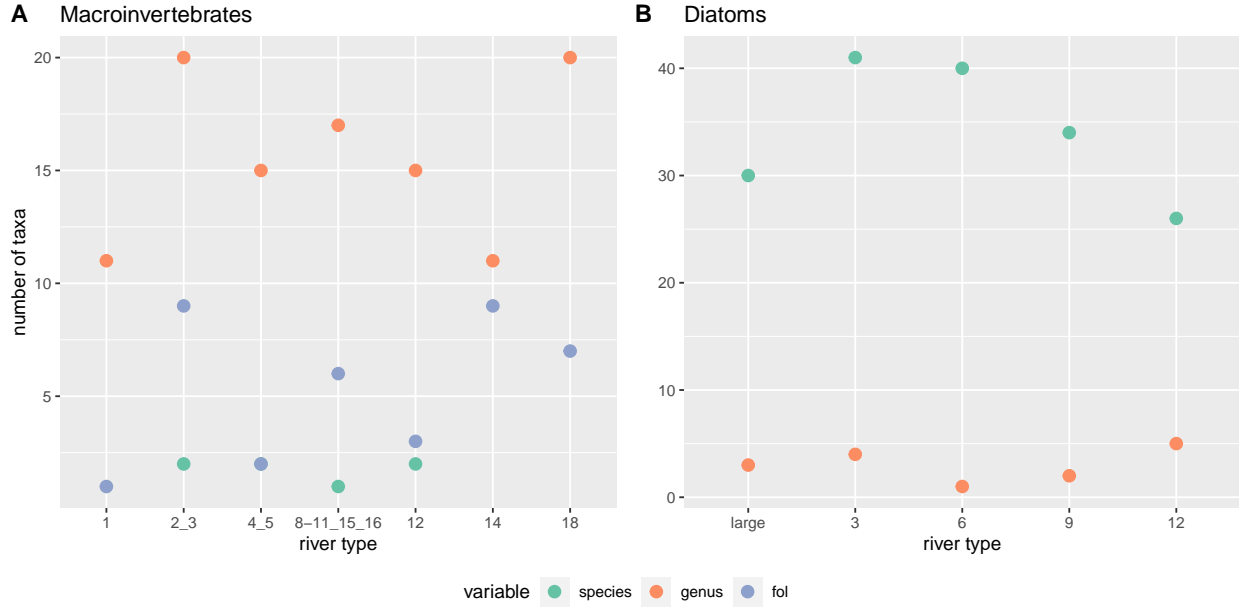 A Macroinvertebrates
number of taxa
20
15
10
5
1 2_3 4_5 8−11_15_16 12 14 18
river type
B Diatoms
40
30
20
10
0
large 3 6 9 12
river type
variable species genus fol